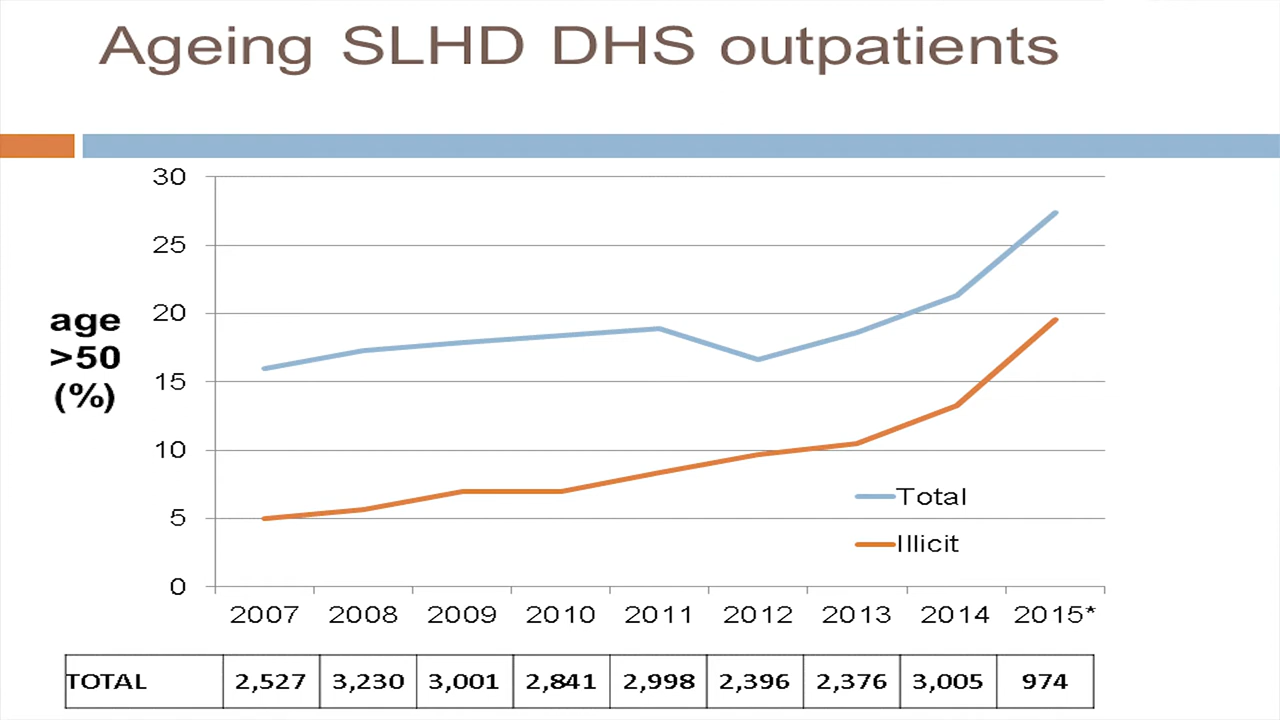 Ageing SLHD DHS outpatients
30
25
20
15
10
5
0
age
>50
(%)
Total
Illicit
2007 2008 2009 2010 2011 2012 2013 2014 2015*
TOTAL 2,527 3,230 3,001 2,841 2,998 2,396 2,376 3,005 974